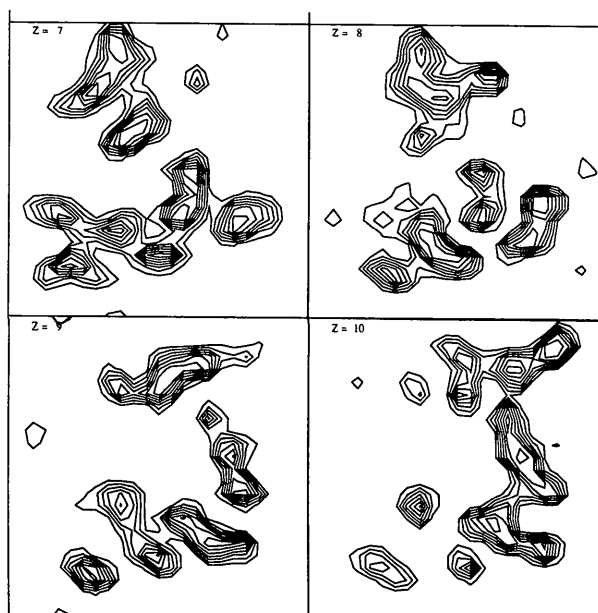 Z = 7
Z = 8
Z = 9
Z = 10